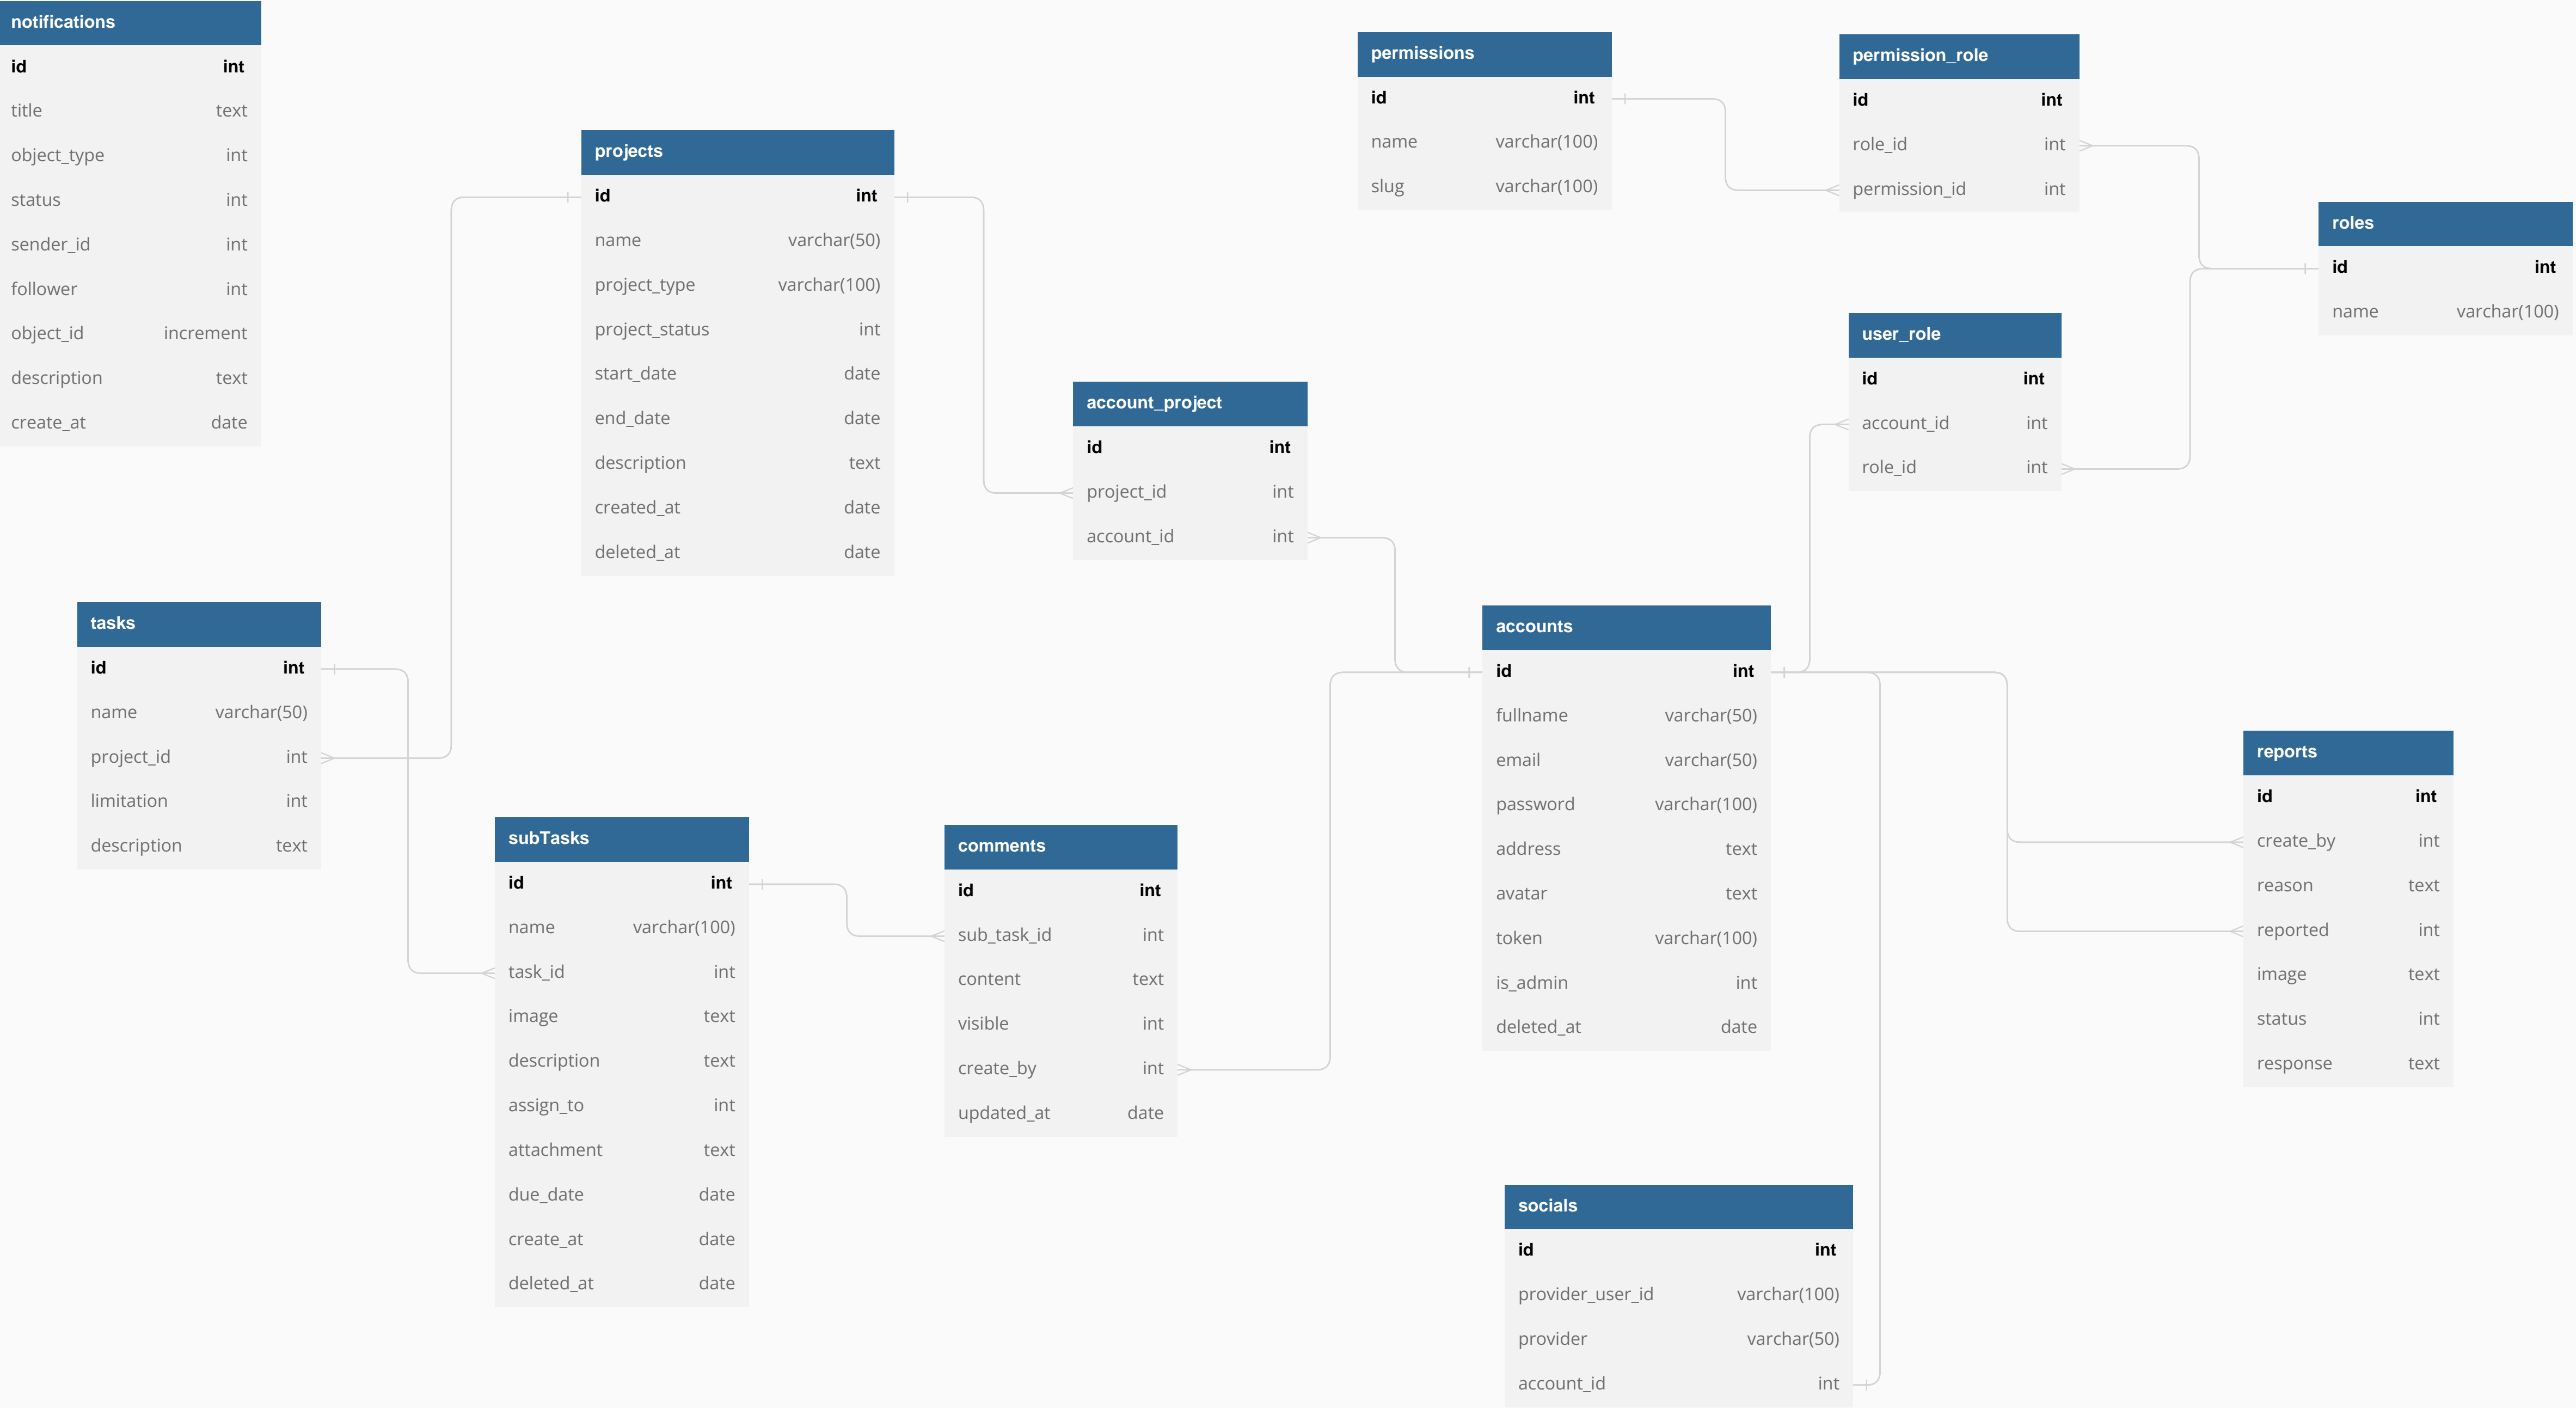 notifications
id int
title text
object_type int
status int
sender_id int
follower int
object_id increment
description text
create_at date
projects
id int
name varchar(50)
project_type varchar(100)
project_status int
start_date date
end_date date
description text
created_at date
deleted_at date
permissions
id int
name varchar(100)
slug varchar(100)
permission_role
id int
role_id int
permission_id int
roles
id int
name varchar(100)
user_role
id int
account_id int
role_id int
account_project
id int
project_id int
account_id int
tasks
id int
name varchar(50)
project_id int
limitation int
description text
subTasks
id int
name varchar(100)
task_id int
image text
description text
assign_to int
attachment text
due_date date
create_at date
deleted_at date
comments
id int
sub_task_id int
content text
visible int
create_by int
updated_at date
accounts
id int
fullname varchar(50)
email varchar(50)
password varchar(100)
address text
avatar text
token varchar(100)
is_admin int
deleted_at date
reports
id int
create_by int
reason text
reported int
image text
status int
response text
socials
id int
provider_user_id varchar(100)
provider varchar(50)
account_id int